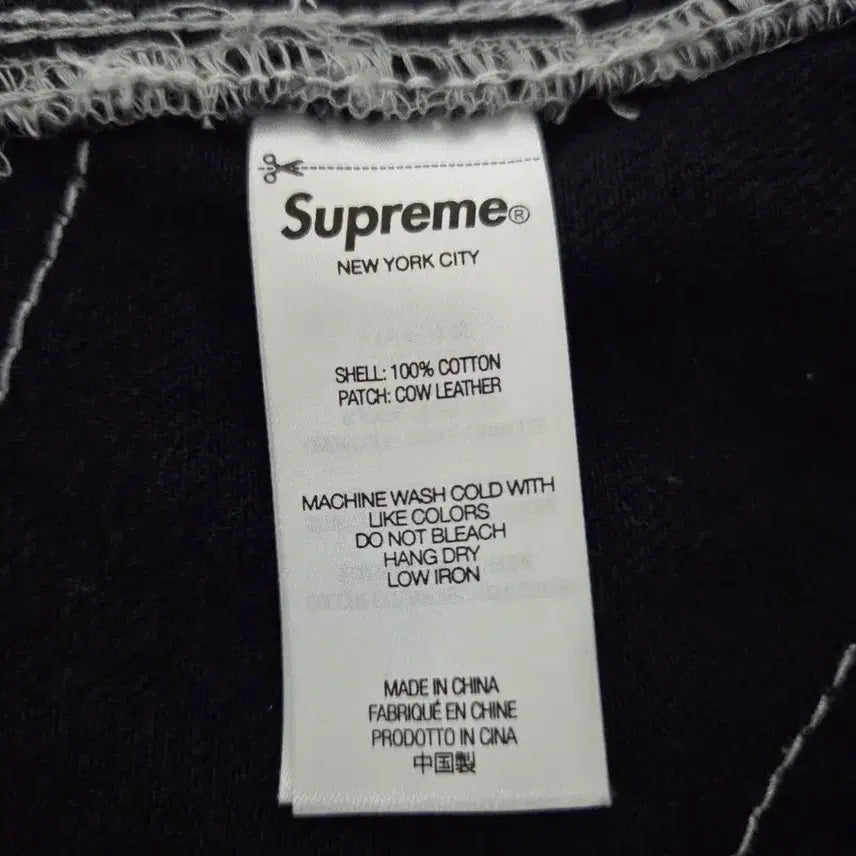 Supreme®
NEW YORK CITY
SHELL: 100% COTTON
PATCH: COW LEATHER
MACHINE WASH COLD WITH
LIKE COLORS
DO NOT BLEACH
HANG DRY
LOW IRON
MADE IN CHINA
FABRIQUÉ EN CHINE
PRODOTTO IN CINA
中国製